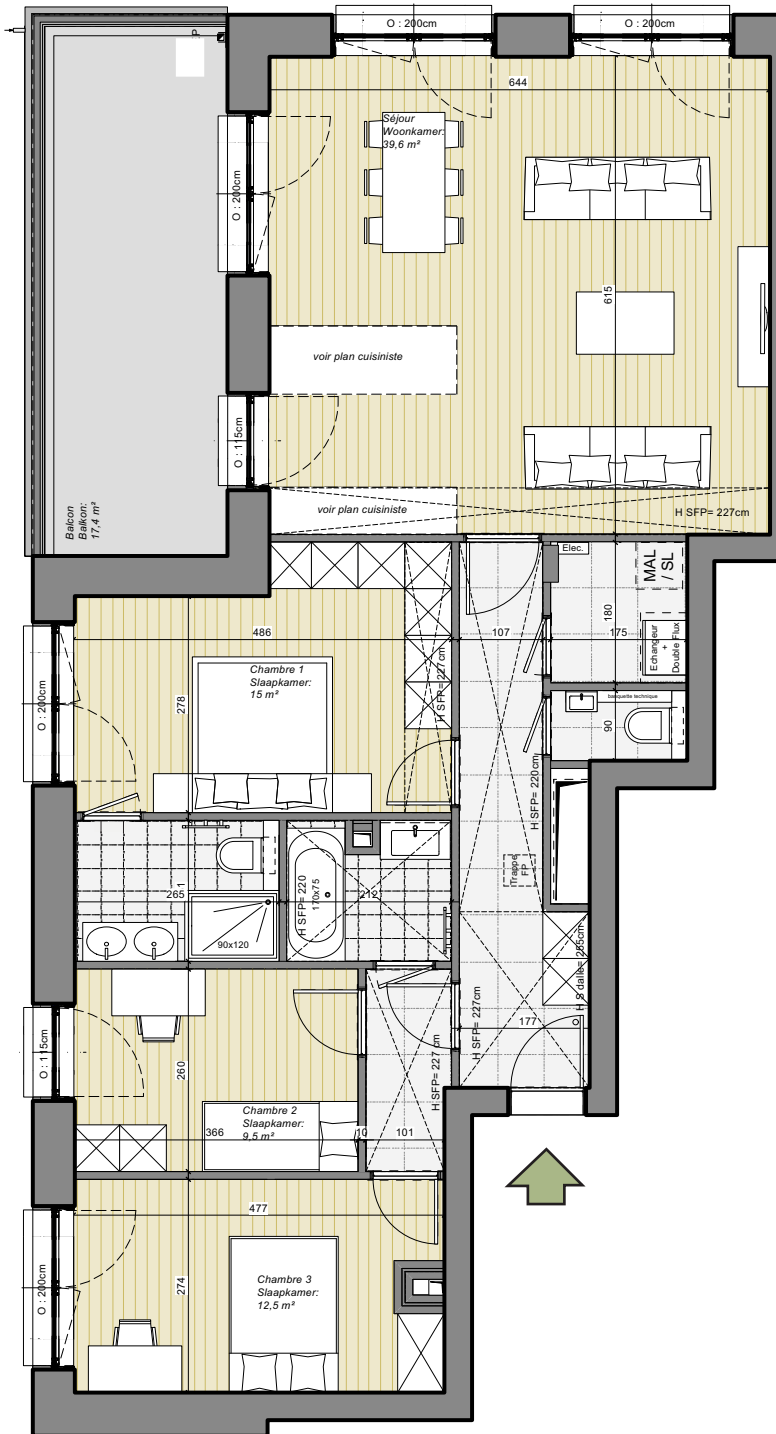 O : 200cm
O : 200cm
P
644
Séjour
Woonkamer:
39,6 m²
O : 200cm
615
voir plan cuisiniste
O : 115cm
Balcon
Balkon:
17,4 m²
voir plan cuisiniste
H SFP= 227cm
Elec.
MAL
/ SL
180
486
107
175
Echangeur
+
Double Flux
Chambre 1
Slaapkamer:
15 m²
H SFP= 227cm
278
O : 200cm
banquette technique
90
H SFP= 220cm
Trappe
FP
265
1
H SFP= 220
170x75
212
90x120
H S dalle= 255cm
H SFP= 227cm
177
O : 115cm
260
H SFP= 227 cm
Chambre 2
Slaapkamer:
9,5 m²
366
10
101
477
274
O : 200cm
Chambre 3
Slaapkamer:
12,5 m²